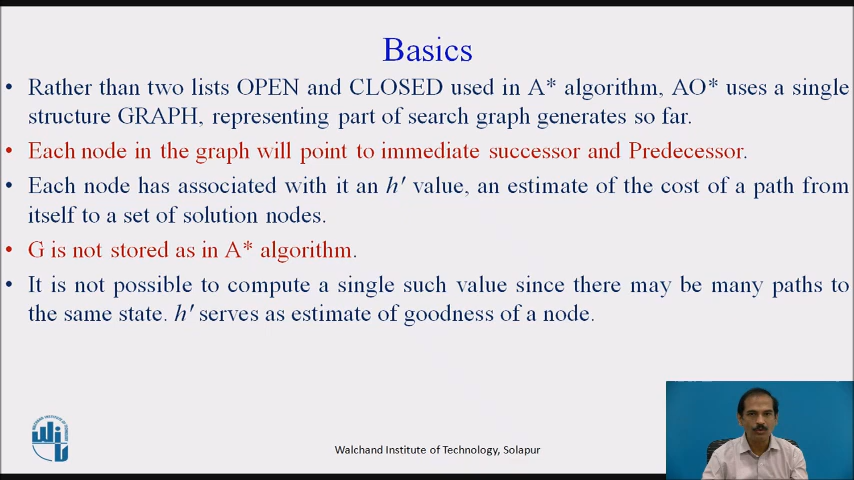 Basics
• Rather than two lists OPEN and CLOSED used in A* algorithm, AO* uses a single
structure GRAPH, representing part of search graph generates so far.
• Each node in the graph will point to immediate successor and Predecessor.
• Each node has associated with it an h′ value, an estimate of the cost of a path from
itself to a set of solution nodes.
• G is not stored as in A* algorithm.
• It is not possible to compute a single such value since there may be many paths to
the same state. h′ serves as estimate of goodness of a node.
Walchand Institute of Technology, Solapur